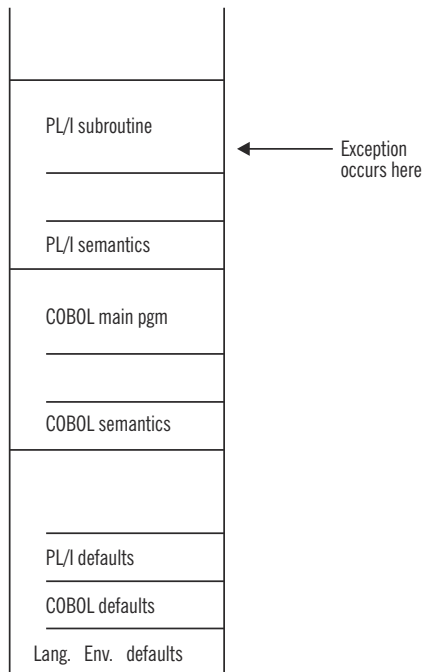 PL/I subroutine
Exception
occurs here
PL/I semantics
COBOL main pgm
COBOL semantics
PL/I defaults
COBOL defaults
Lang. Env. defaults